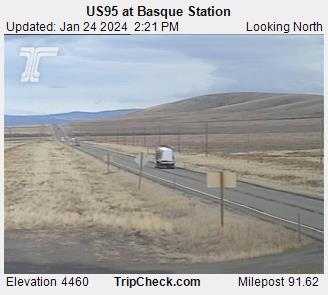 US95 at Basque Station
Updated: Jan 24 2024 2:21 PM Looking North
Elevation 4460 TripCheck.com Milepost 91.62